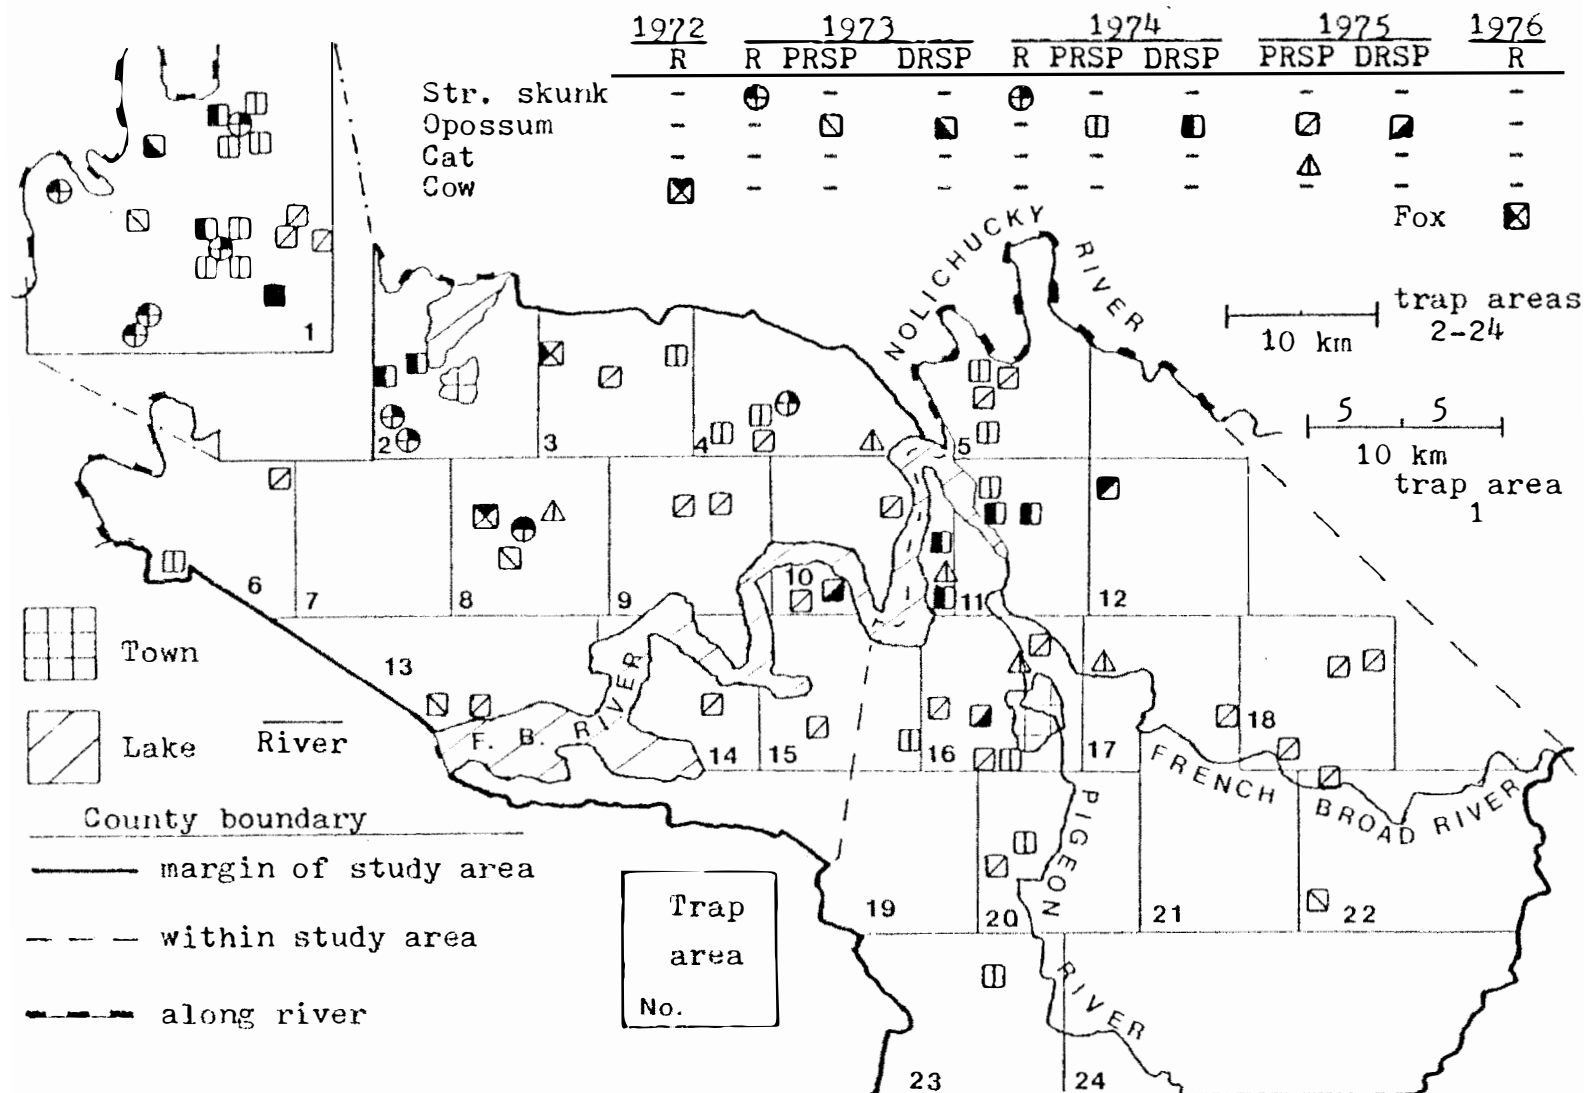 1972 1973 1974 1975 1976
R R PRSP DRSP R PRSP DRSP PRSP DRSP R
Str. skunk - - - - - - - -
Opossum - - - -
Cat - - - - - - - - -
Cow - - - - - - - - -
Fox
NOLICHUCKY RIVER
trap areas
2-24
10 km
5 5
10 km
trap area
1
1
2
3
4
5
6
7
8
9
10
11
12
13
14
15
16
17
18
F. B. RIVER
FRENCH BROAD RIVER
PIGEON RIVER
19
20
21
22
23
24
Town
Lake
River
County boundary
margin of study area
within study area
along river
Trap
area
No.